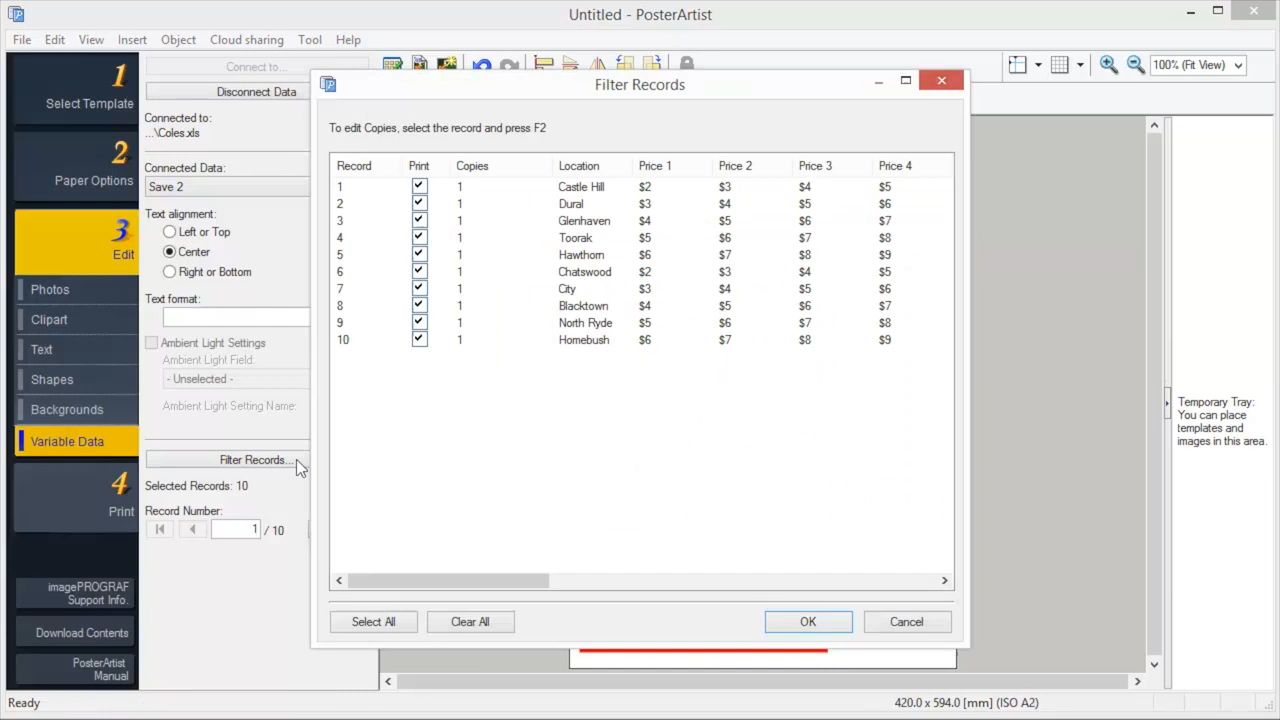 Untitled - PosterArtist
File Edit View Insert Object Cloud sharing Tool Help
1
Select Template
2
Paper Options
3
Edit
Photos
Clipart
Text
Shapes
Backgrounds
Variable Data
4
Print
imagePROGRAF
Support Info.
Download Contents
PosterArtist
Manual
Connect to...
Disconnect Data
Connected to:
...\Coles.xls
Connected Data:
Save 2
Text alignment:
Left or Top
Center
Right or Bottom
Text format:
Ambient Light Settings
Ambient Light Field:
- Unselected -
Ambient Light Setting Name:
Filter Records...
Selected Records: 10
Record Number:
1 / 10
100% (Fit View)
Filter Records
To edit Copies, select the record and press F2
Record Print Copies Location Price 1 Price 2 Price 3 Price 4
1 1 Castle Hill $2 $3 $4 $5
2 1 Dural $3 $4 $5 $6
3 1 Glenhaven $4 $5 $6 $7
4 1 Toorak $5 $6 $7 $8
5 1 Hawthorn $6 $7 $8 $9
6 1 Chatswood $2 $3 $4 $5
7 1 City $3 $4 $5 $6
8 1 Blacktown $4 $5 $6 $7
9 1 North Ryde $5 $6 $7 $8
10 1 Homebush $6 $7 $8 $9
Select All Clear All OK Cancel
Temporary Tray:
You can place
templates and
images in this area.
Ready 420.0 x 594.0 [mm] (ISO A2)